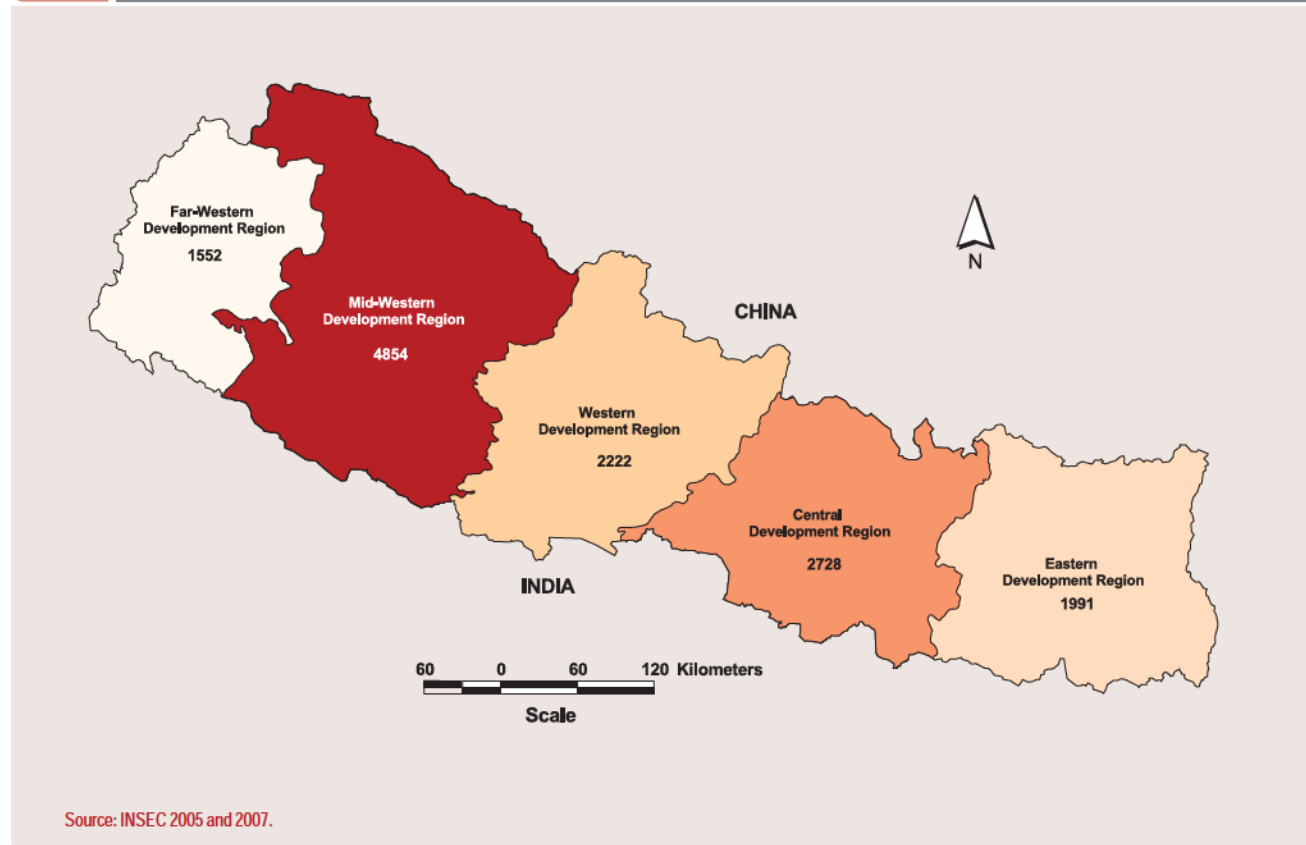 Far-Western
Development Region
1552
Mid-Western
Development Region
4854
N
CHINA
Western
Development Region
2222
Central
Development Region
2728
Eastern
Development Region
1991
INDIA
60 0 60 120 Kilometers
Scale
Source: INSEC 2005 and 2007.